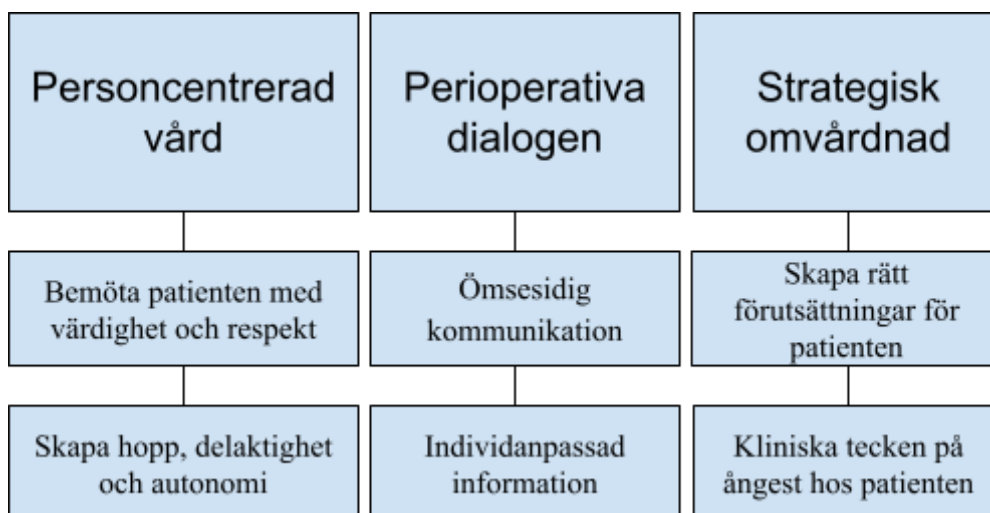 Personcentrerad
vård
Perioperativa
dialogen
Strategisk
omvårdnad
Bemöta patienten med
värdighet och respekt
Ömsesidig
kommunikation
Skapa rätt
förutsättningar för
patienten
Skapa hopp, delaktighet
och autonomi
Individanpassad
information
Kliniska tecken på
ångest hos patienten